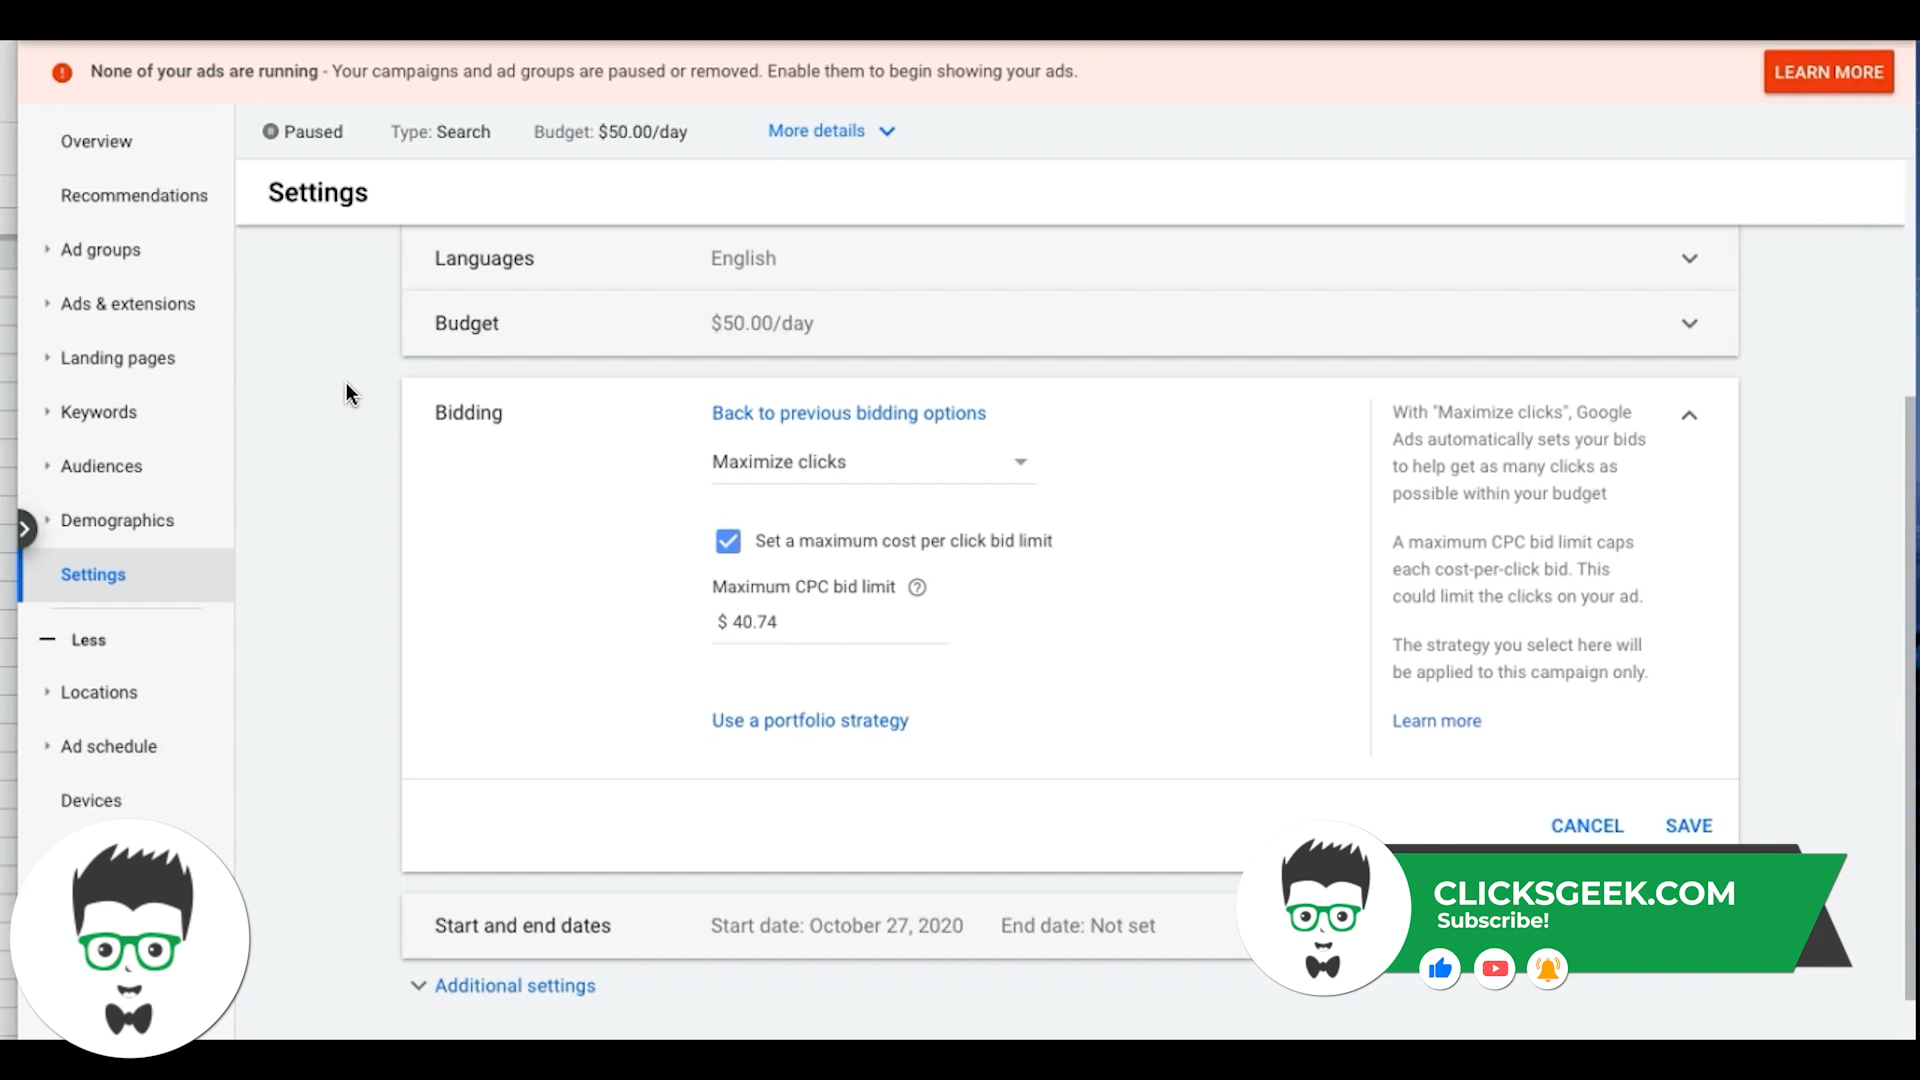 None of your ads are running - Your campaigns and ad groups are paused or removed. Enable them to begin showing your ads.
LEARN MORE
Overview
Recommendations
Ad groups
Ads & extensions
Landing pages
Keywords
Audiences
Demographics
Settings
Less
Locations
Ad schedule
Devices
Paused
Type: Search
Budget: $50.00/day
More details
Settings
Languages
English
Budget
$50.00/day
Bidding
Back to previous bidding options
Maximize clicks
Set a maximum cost per click bid limit
Maximum CPC bid limit
$ 40.74
Use a portfolio strategy
With "Maximize clicks", Google
Ads automatically sets your bids
to help get as many clicks as
possible within your budget
A maximum CPC bid limit caps
each cost-per-click bid. This
could limit the clicks on your ad.
The strategy you select here will
be applied to this campaign only.
Learn more
CANCEL
SAVE
Start and end dates
Start date: October 27, 2020
End date: Not set
Additional settings
CLICKSGEEK.COM
Subscribe!